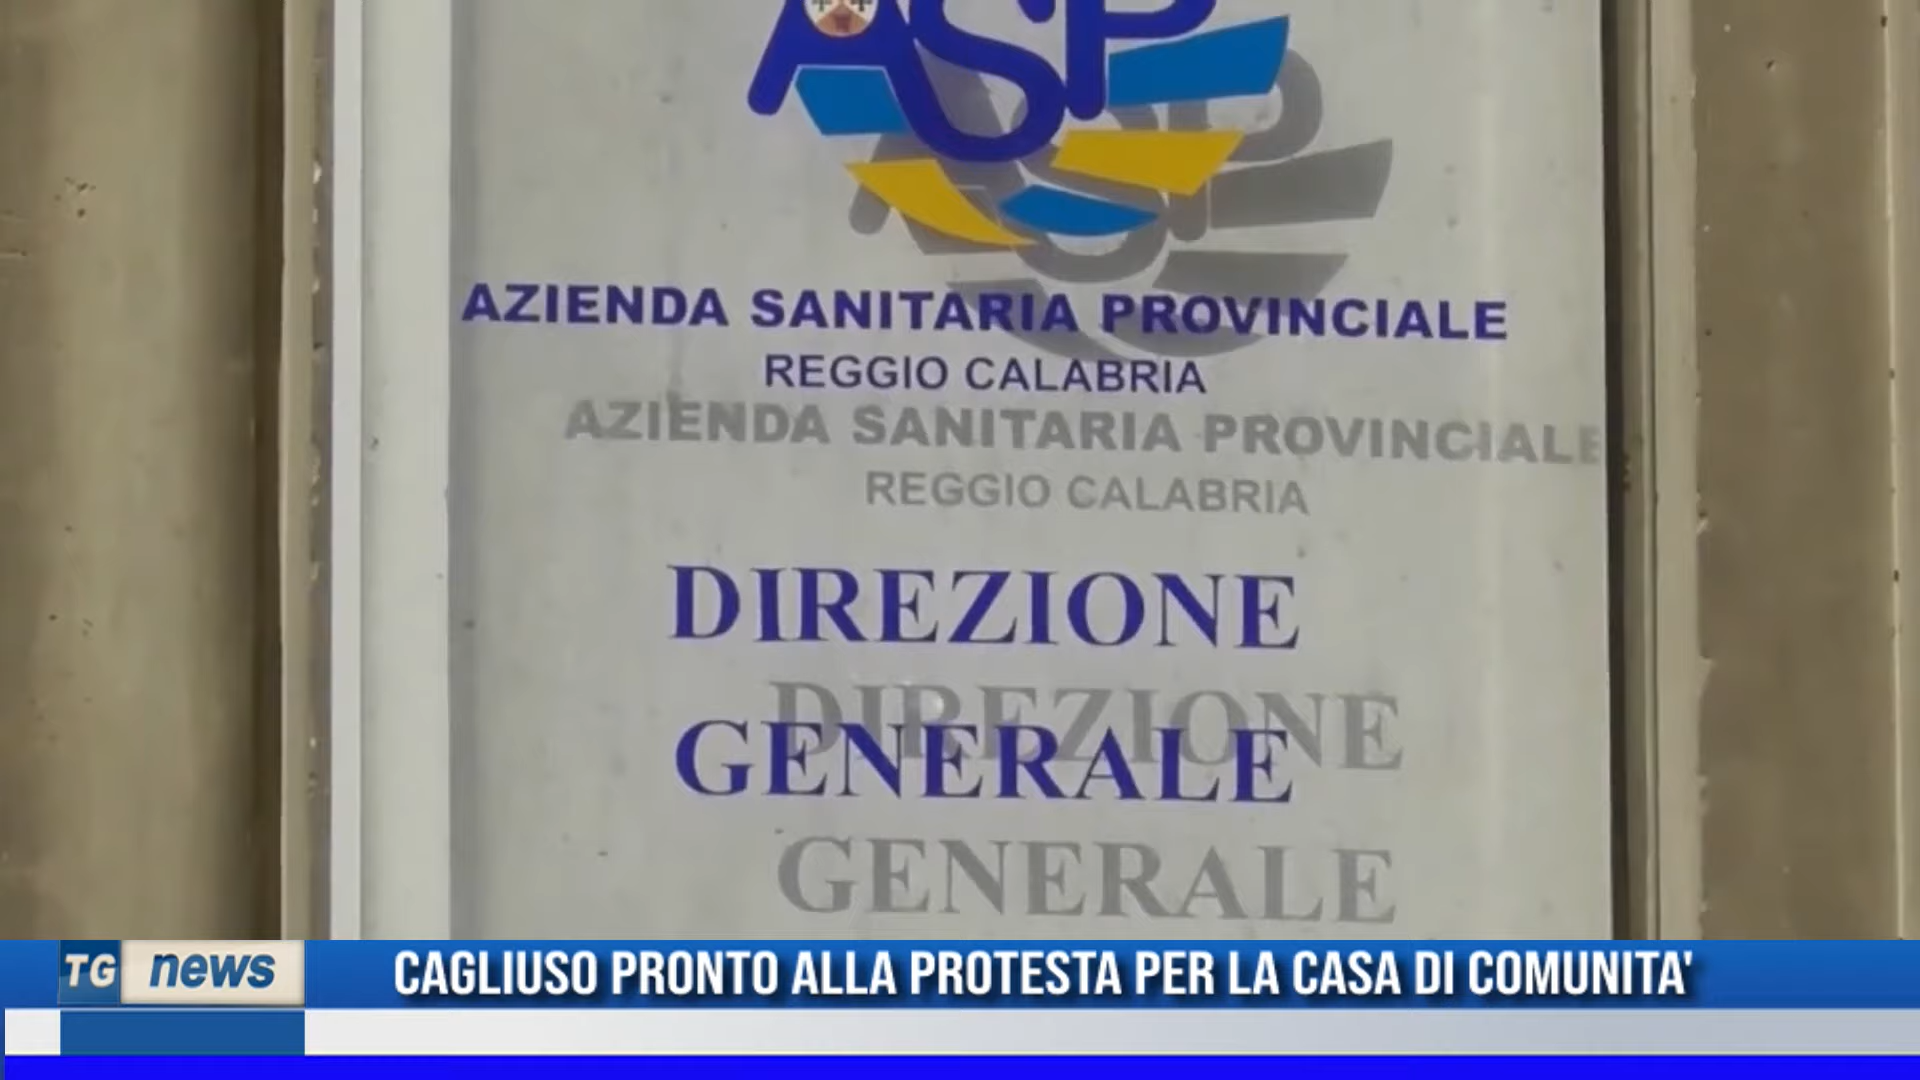 ASP
AZIENDA SANITARIA PROVINCIALE
REGGIO CALABRIA
AZIENDA SANITARIA PROVINCIALE
REGGIO CALABRIA
DIREZIONE
DIREZIONE
GENERALE
GENERALE
TG news
CAGLIUSO PRONTO ALLA PROTESTA PER LA CASA DI COMUNITA'